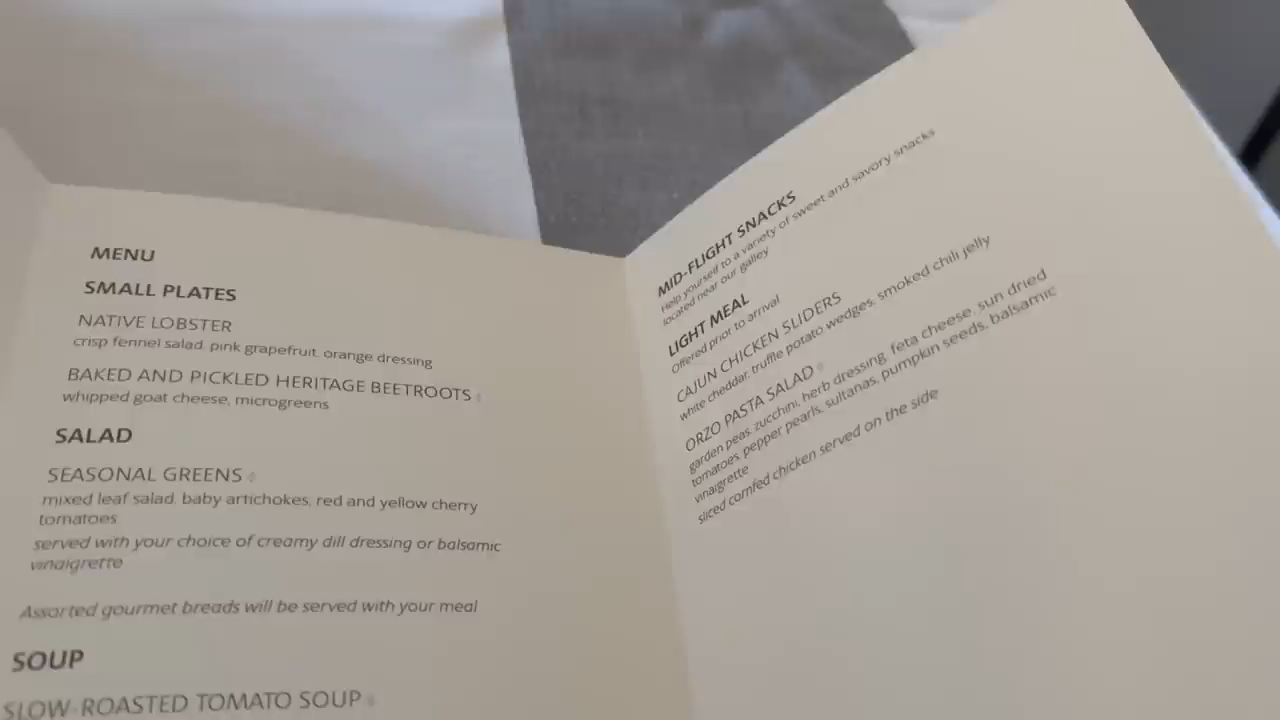 MENU
SMALL PLATES
NATIVE LOBSTER
crisp fennel salad, pink grapefruit, orange dressing
BAKED AND PICKLED HERITAGE BEETROOTS
whipped goat cheese, microgreens
SALAD
SEASONAL GREENS
mixed leaf salad, baby artichokes, red and yellow cherry
tomatoes
served with your choice of creamy dill dressing or balsamic
vinaigrette
Assorted gourmet breads will be served with your meal
SOUP
SLOW-ROASTED TOMATO SOUP
MID-FLIGHT SNACKS
Help yourself to a variety of sweet and savory snacks
located near our galley
LIGHT MEAL
Offered prior to arrival
CAJUN CHICKEN SLIDERS
white cheddar, truffle potato wedges, smoked chili jelly
ORZO PASTA SALAD
garden peas, zucchini, herb dressing, feta cheese, sun dried
tomatoes, pepper pearls, sultanas, pumpkin seeds, balsamic
vinaigrette
sliced cornfed chicken served on the side